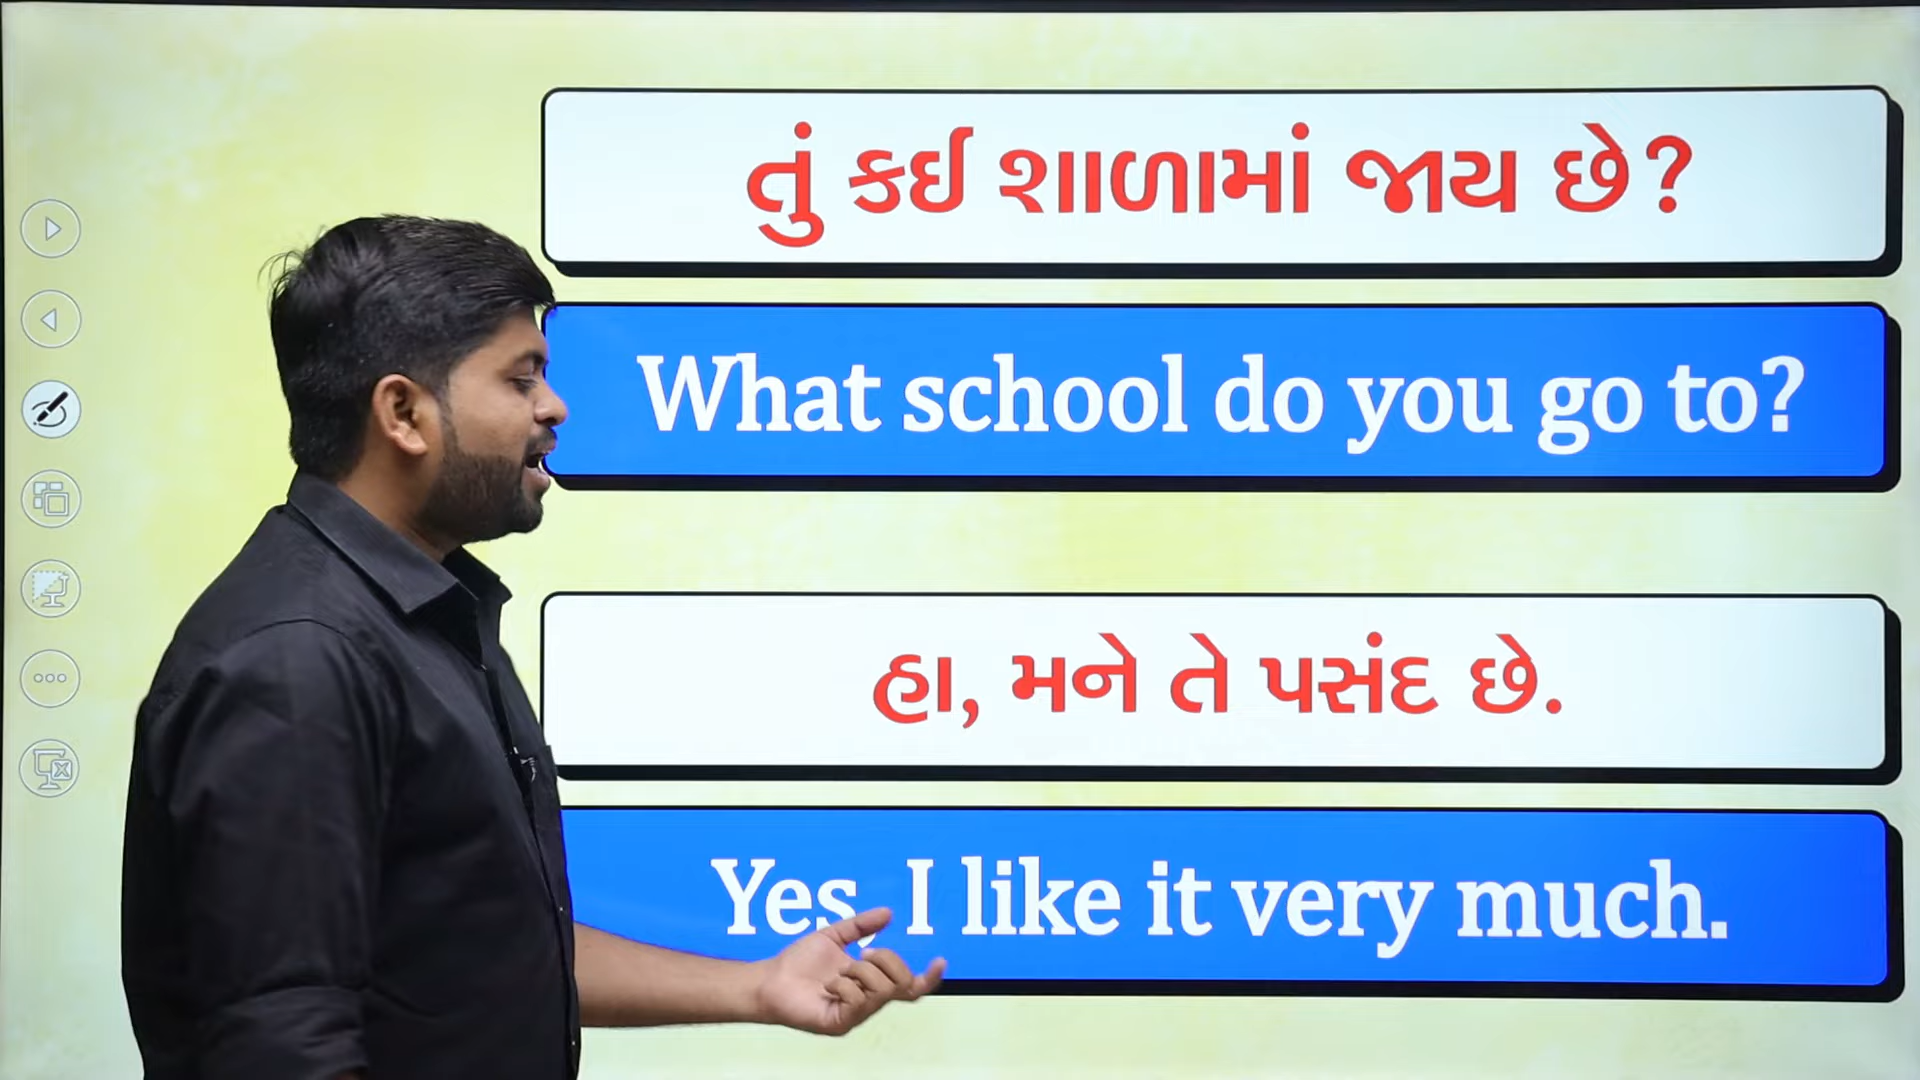 તું કઈ શાળામાં જાય છે?
What school do you go to?
હા, મને તે પસંદ છે.
Yes, I like it very much.